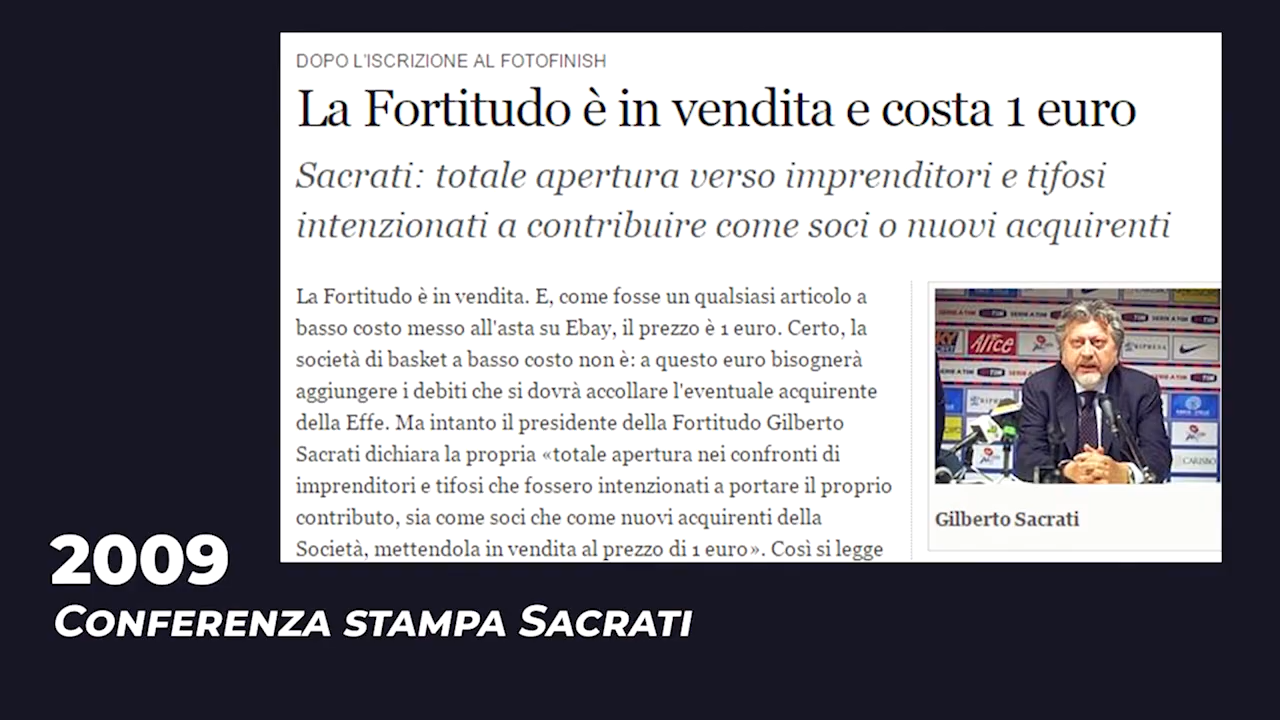 DOPO L'ISCRIZIONE AL FOTOFINISH
La Fortitudo è in vendita e costa 1 euro
Sacrati: totale apertura verso imprenditori e tifosi
intenzionati a contribuire come soci o nuovi acquirenti
La Fortitudo è in vendita. E, come fosse un qualsiasi articolo a
basso costo messo all'asta su Ebay, il prezzo è 1 euro. Certo, la
società di basket a basso costo non è: a questo euro bisognerà
aggiungere i debiti che si dovrà accollare l'eventuale acquirente
della Effe. Ma intanto il presidente della Fortitudo Gilberto
Sacrati dichiara la propria «totale apertura nei confronti di
imprenditori e tifosi che fossero intenzionati a portare il proprio
contributo, sia come soci che come nuovi acquirenti della
Società, mettendola in vendita al prezzo di 1 euro». Così si legge
Alice
Gilberto Sacrati
2009
CONFERENZA STAMPA SACRATI